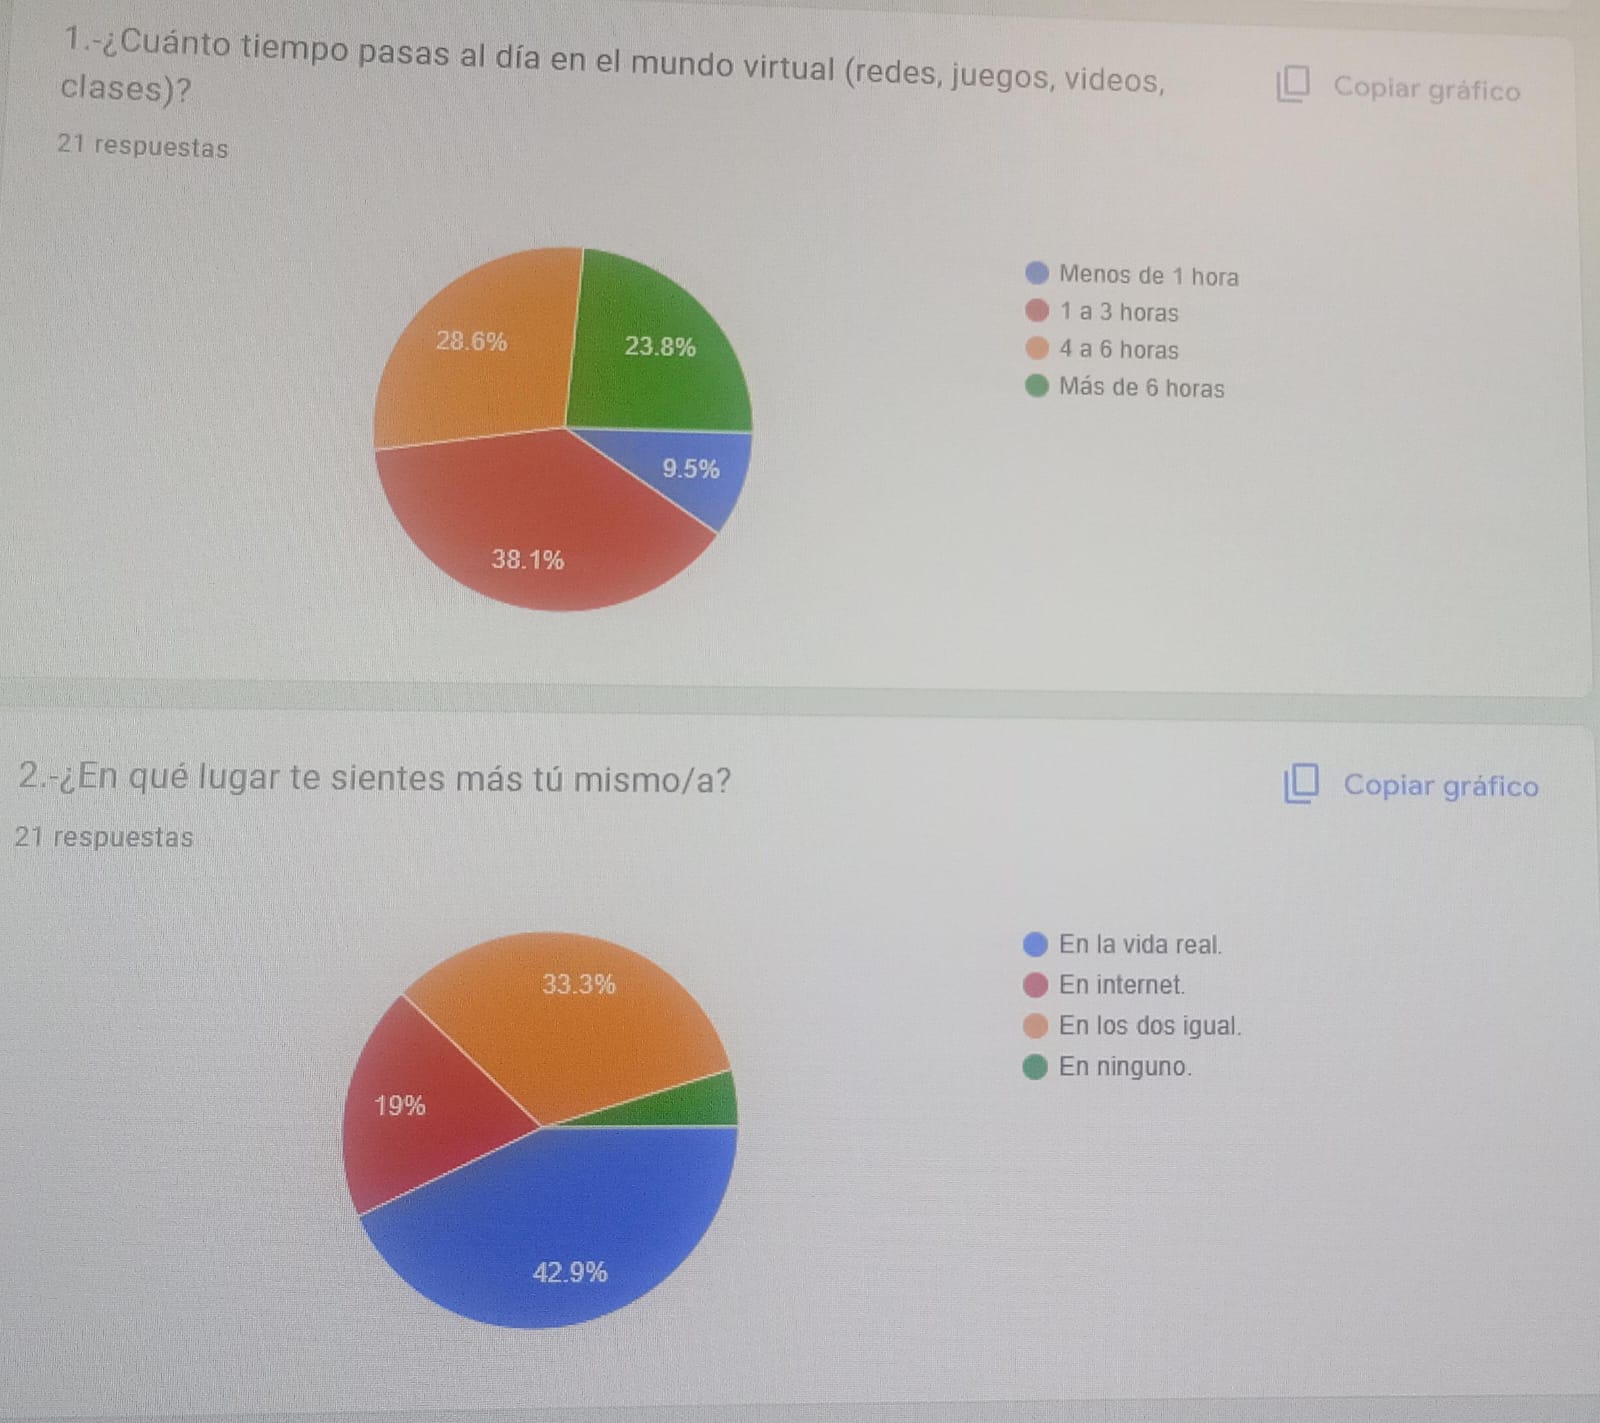 1.-¿Cuánto tiempo pasas al día en el mundo virtual (redes, juegos, videos,
clases)?
Copiar gráfico
21 respuestas
28.6%
23.8%
9.5%
38.1%
Menos de 1 hora
1 a 3 horas
4 a 6 horas
Más de 6 horas
2.-¿En qué lugar te sientes más tú mismo/a?
Copiar gráfico
21 respuestas
33.3%
19%
42.9%
En la vida real.
En internet.
En los dos igual.
En ninguno.